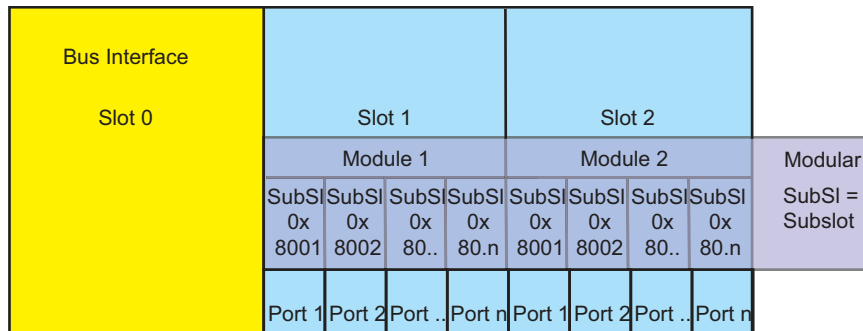 Bus Interface
Slot 0
Slot 1
Slot 2
Module 1
Module 2
Modular
SubSl SubSl SubSl SubSl SubSl SubSl SubSl SubSl
0x 0x 0x 0x 0x 0x 0x 0x
8001 8002 80.. 80.n 8001 8002 80.. 80.n
SubSl =
Subslot
Port 1 Port 2 Port .. Port n Port 1 Port 2 Port .. Port n